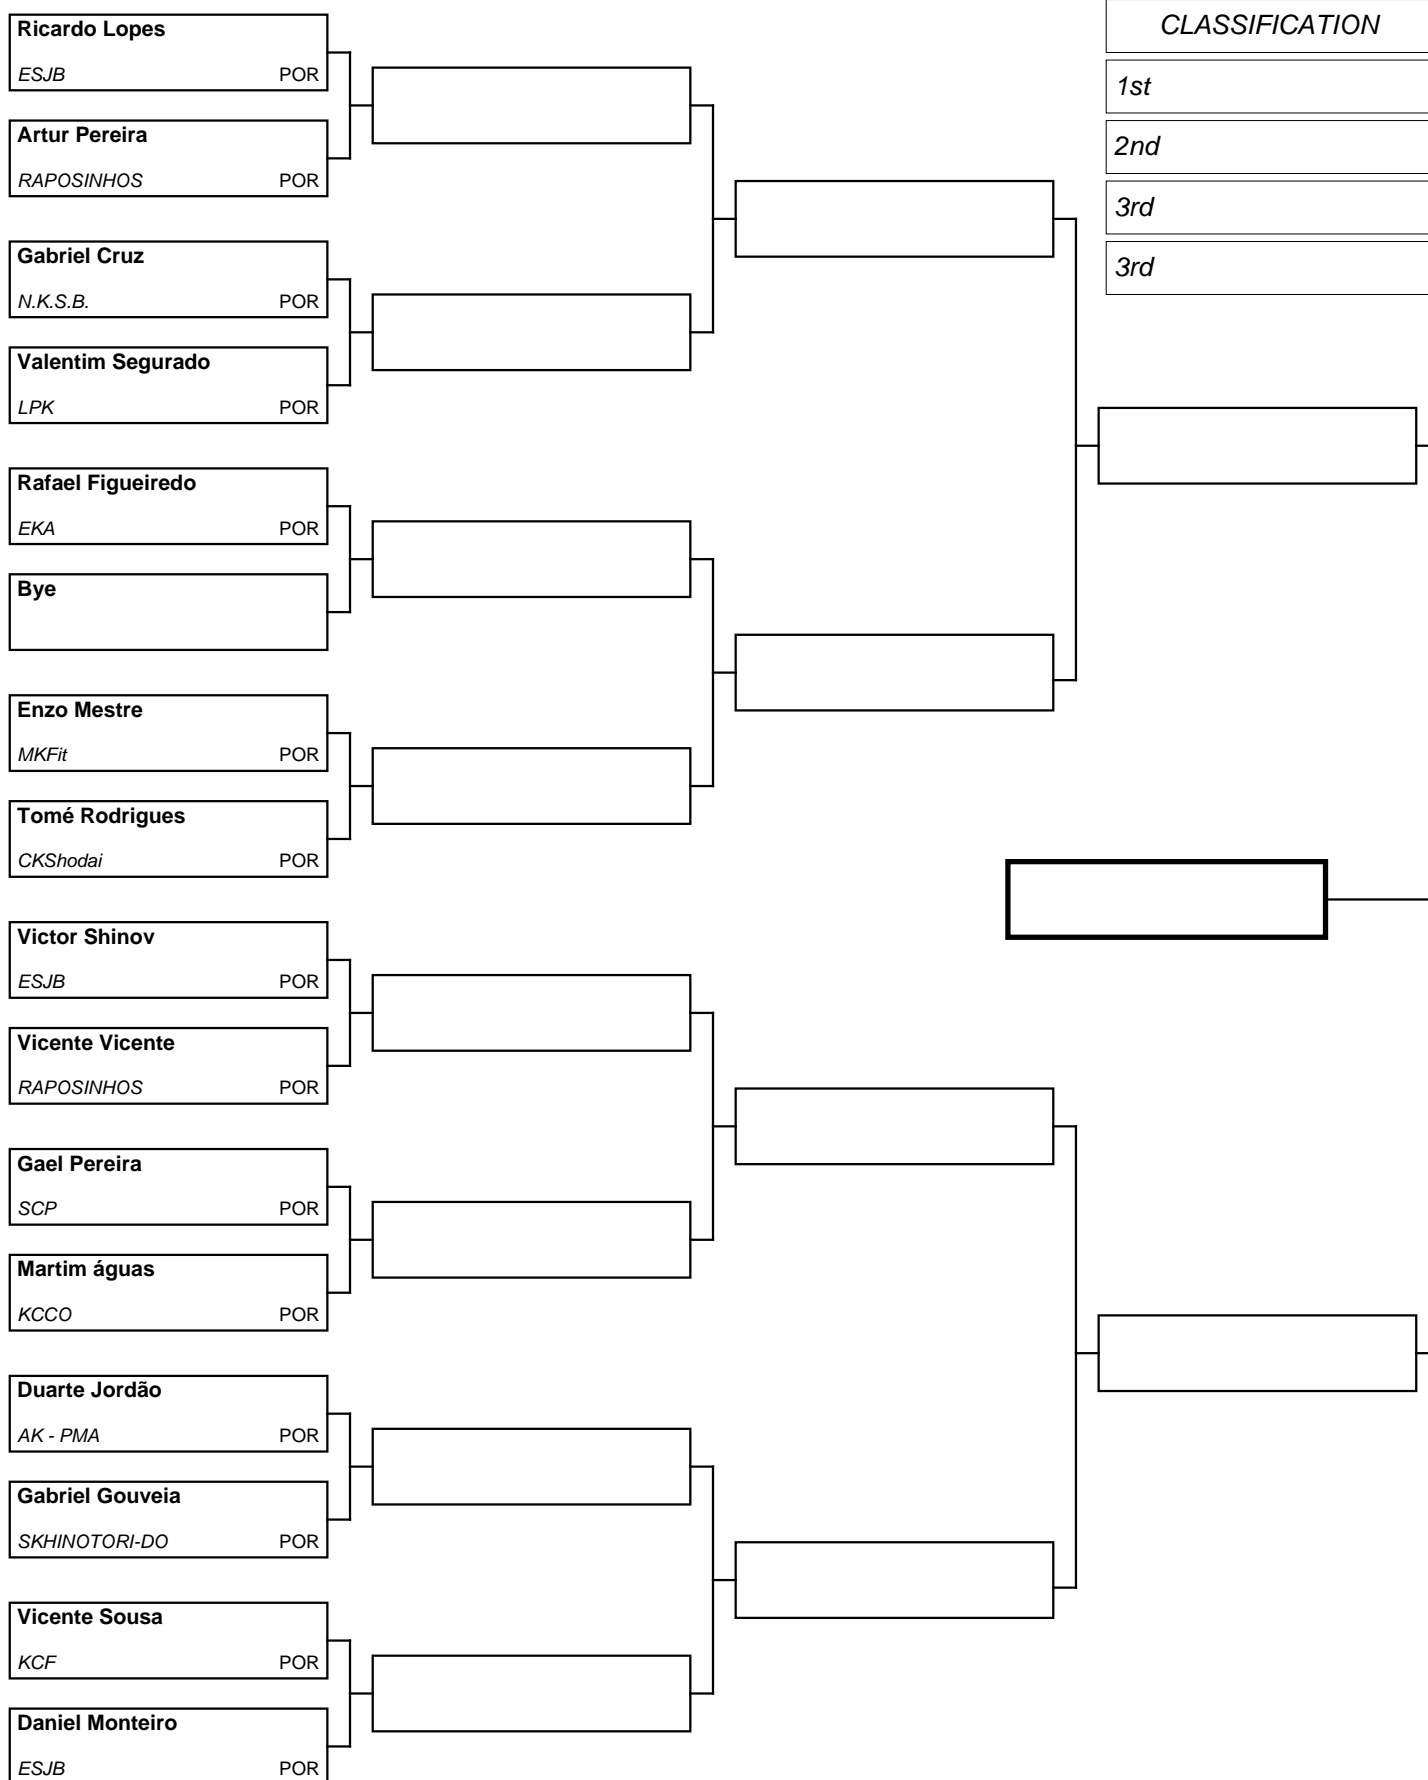 Ricardo Lopes
ESJB POR
Artur Pereira
RAPOSINHOS POR
Gabriel Cruz
N.K.S.B. POR
Valentim Segurado
LPK POR
Rafael Figueiredo
EKA POR
Bye
Enzo Mestre
MKFit POR
Tomé Rodrigues
CKShodai POR
Victor Shinov
ESJB POR
Vicente Vicente
RAPOSINHOS POR
Gael Pereira
SCP POR
Martim águas
KCCO POR
Duarte Jordão
AK - PMA POR
Gabriel Gouveia
SKHINOTORI-DO POR
Vicente Sousa
KCF POR
Daniel Monteiro
ESJB POR
CLASSIFICATION
1st
2nd
3rd
3rd